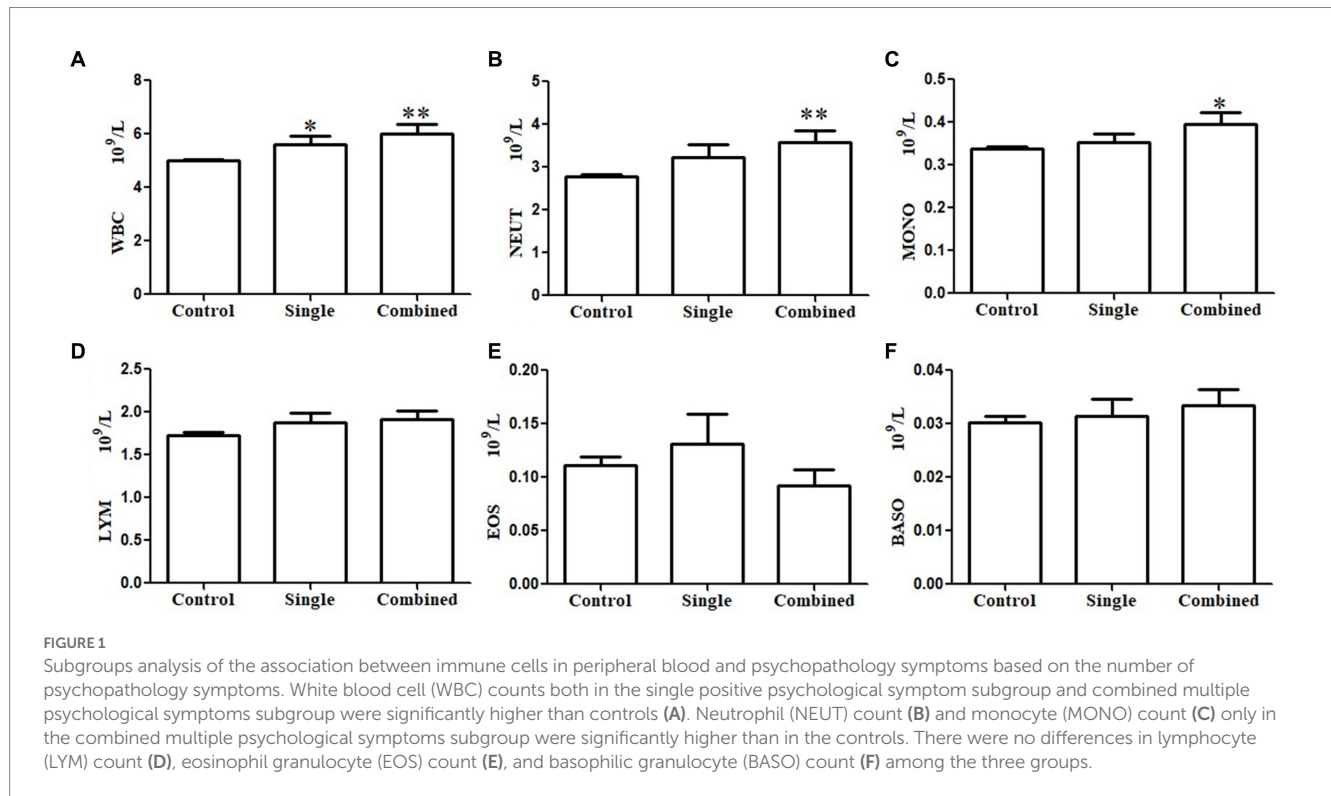 A
8
6
4
2
0
WBC 10⁹/L
*
**
Control Single Combined
B
5
4
3
2
1
0
NEUT 10⁹/L
**
Control Single Combined
C
0.5
0.4
0.3
0.2
0.1
0.0
MONO 10⁹/L
*
Control Single Combined
D
2.5
2.0
1.5
1.0
0.5
0.0
LYM 10⁹/L
Control Single Combined
E
0.20
0.15
0.10
0.05
0.00
EOS 10⁹/L
Control Single Combined
F
0.04
0.03
0.02
0.01
0.00
BASO 10⁹/L
Control Single Combined
FIGURE 1
Subgroups analysis of the association between immune cells in peripheral blood and psychopathology symptoms based on the number of
psychopathology symptoms. White blood cell (WBC) counts both in the single positive psychological symptom subgroup and combined multiple
psychological symptoms subgroup were significantly higher than controls (A). Neutrophil (NEUT) count (B) and monocyte (MONO) count (C) only in
the combined multiple psychological symptoms subgroup were significantly higher than in the controls. There were no differences in lymphocyte
(LYM) count (D), eosinophil granulocyte (EOS) count (E), and basophilic granulocyte (BASO) count (F) among the three groups.